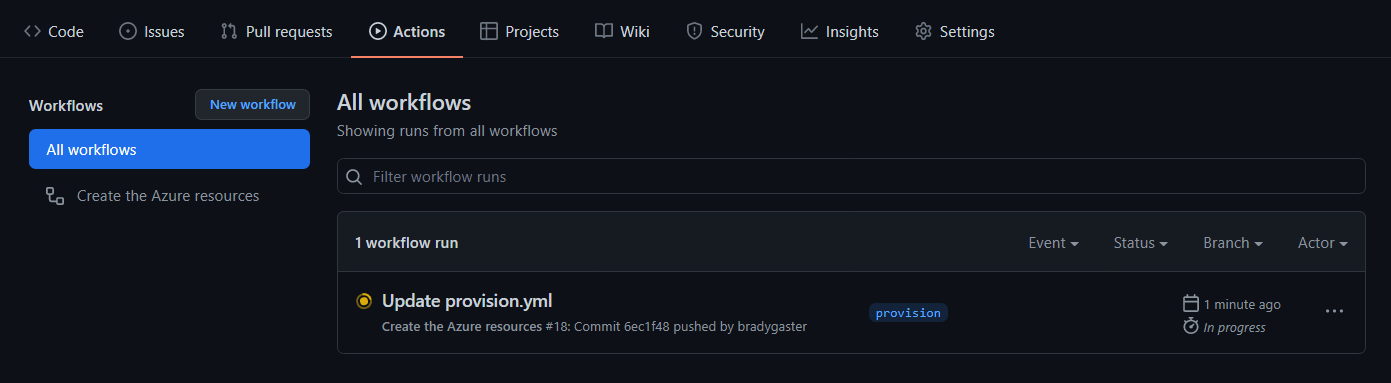 Code Issues Pull requests Actions Projects Wiki Security Insights Settings
Workflows
New workflow
All workflows
Create the Azure resources
All workflows
Showing runs from all workflows
Filter workflow runs
1 workflow run
Event Status Branch Actor
Update provision.yml
Create the Azure resources #18: Commit 6ec1f48 pushed by bradygaster
provision
1 minute ago
In progress